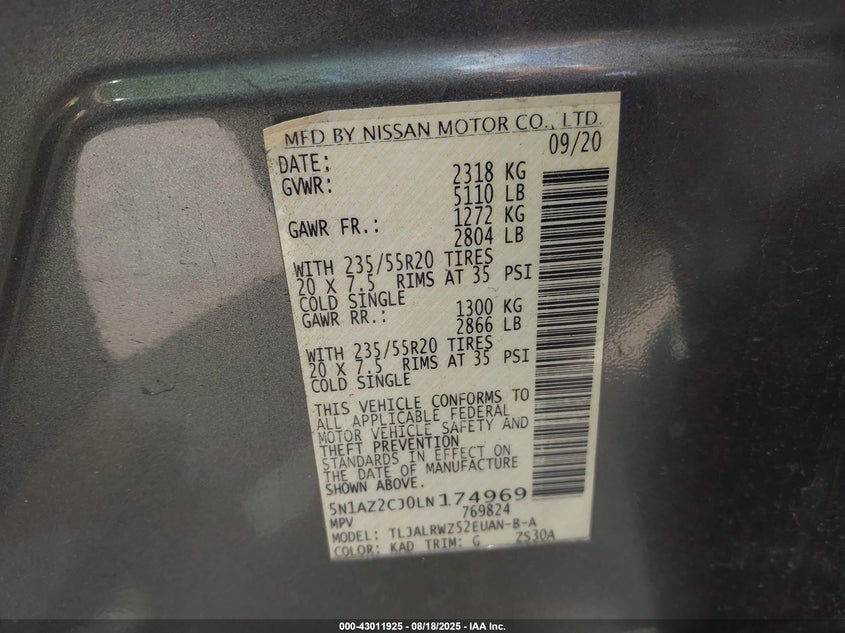 MFD BY NISSAN MOTOR CO., LTD.
DATE: 09/20
GVWR: 2318 KG
5110 LB
GAWR FR.: 1272 KG
2804 LB
WITH 235/55R20 TIRES
20 X 7.5 RIMS AT 35 PSI
COLD SINGLE
GAWR RR.: 1300 KG
2866 LB
WITH 235/55R20 TIRES
20 X 7.5 RIMS AT 35 PSI
COLD SINGLE
THIS VEHICLE CONFORMS TO
ALL APPLICABLE FEDERAL
MOTOR VEHICLE SAFETY AND
THEFT PREVENTION
STANDARDS IN EFFECT ON
THE DATE OF MANUFACTURE
SHOWN ABOVE.
5N1AZ2CJ0LN174969
MPV 769824
MODEL: TLJALRWZ52EUAN-B-A
COLOR: KAD TRIM: G ZS30A
000-43011925 - 08/18/2025 - IAA Inc.